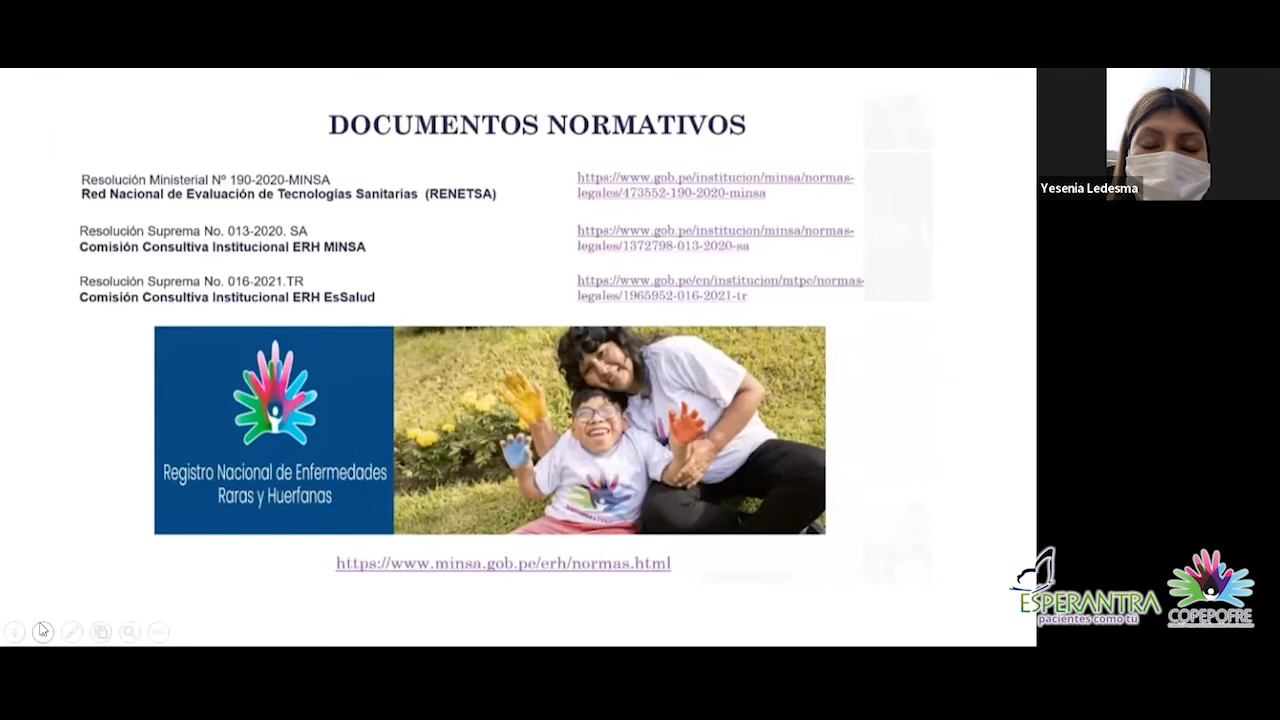 DOCUMENTOS NORMATIVOS
Resolución Ministerial Nº 190-2020-MINSA
Red Nacional de Evaluación de Tecnologías Sanitarias (RENETSA)
https://www.gob.pe/institucion/minsa/normas-
legales/473552-190-2020-minsa
Resolución Suprema No. 013-2020. SA
Comisión Consultiva Institucional ERH MINSA
https://www.gob.pe/institucion/minsa/normas-
legales/1372798-013-2020-sa
Resolución Suprema No. 016-2021.TR
Comisión Consultiva Institucional ERH EsSalud
https://www.gob.pe/en/institucion/mtpe/normas-
legales/1965952-016-2021-tr
Registro Nacional de Enfermedades
Raras y Huerfanas
https://www.minsa.gob.pe/erh/normas.html
Yesenia Ledesma
ESPERANTRA
pacientes como tú
COPEPOFRE